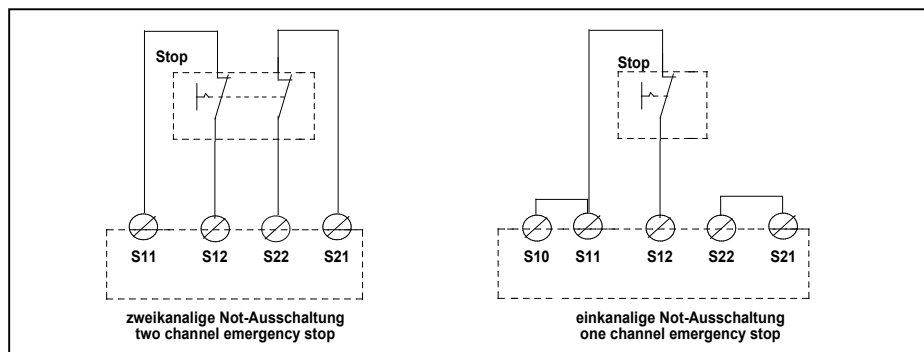 Stop
S11 S12 S22 S21
zweikanalige Not-Ausschaltung
two channel emergency stop
Stop
S10 S11 S12 S22 S21
einkanalige Not-Ausschaltung
one channel emergency stop